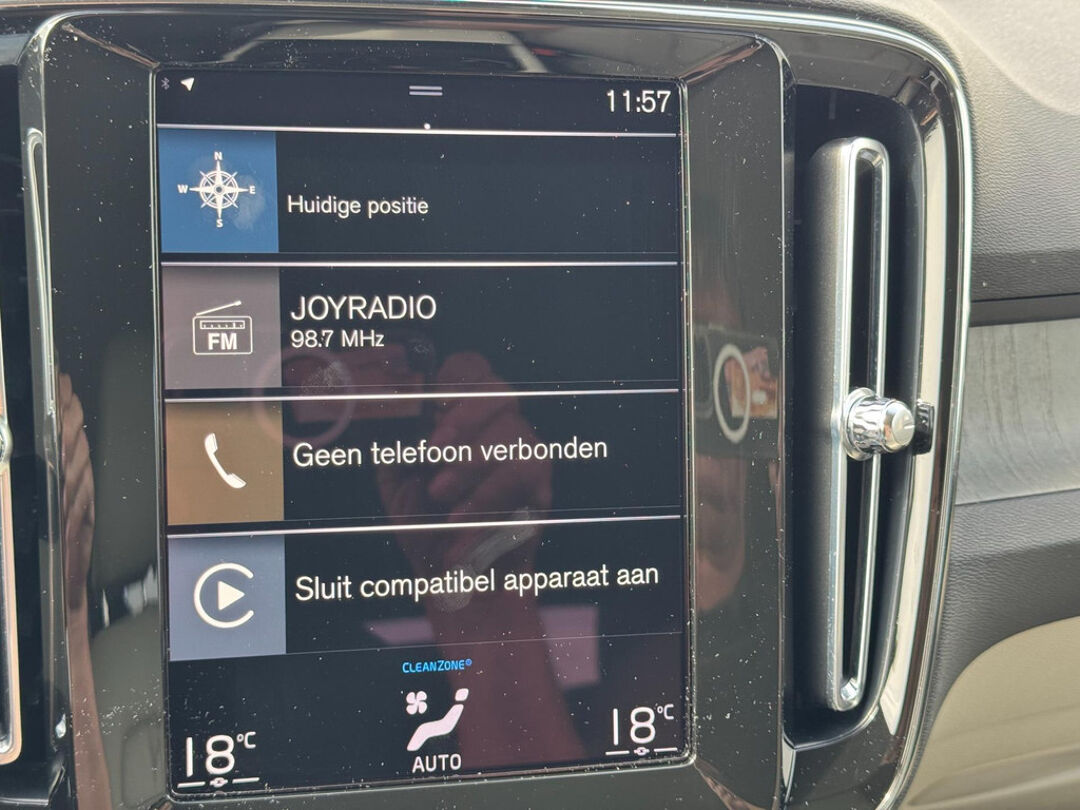 11:57
N
W E
S
Huidige positie
FM
JOYRADIO
98.7 MHz
Geen telefoon verbonden
Sluit compatibel apparaat aan
CLEANZONE
18°C
AUTO
18°C